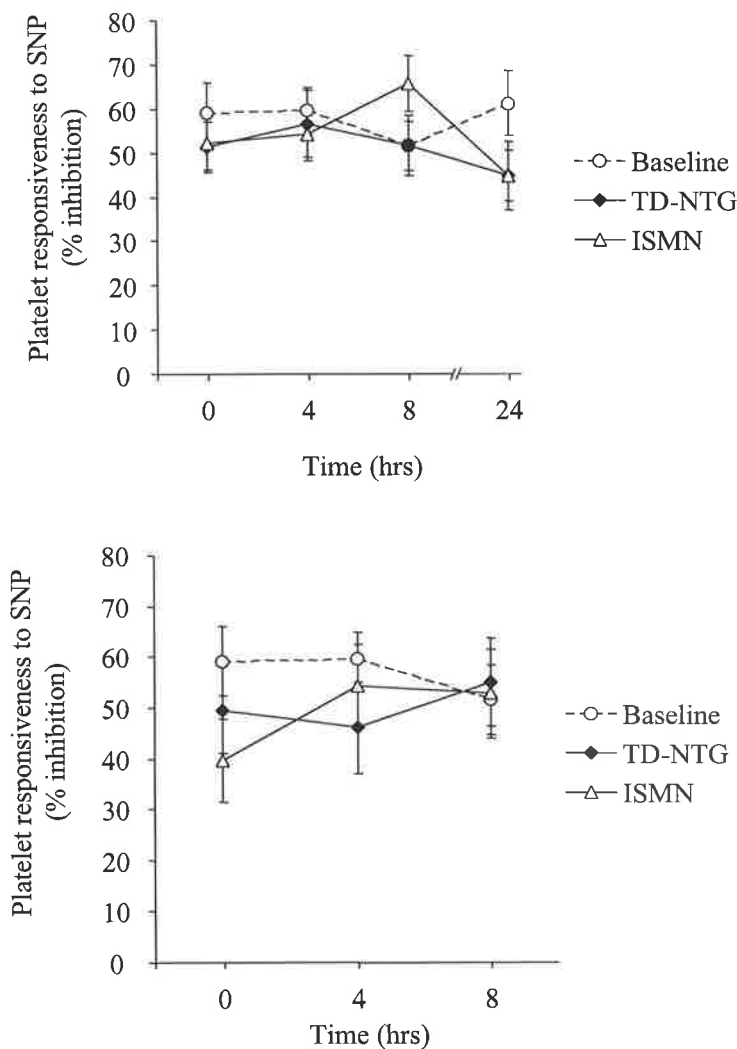 80
70
60
50
40
30
20
10
0
Platelet responsiveness to SNP
(% inhibition)
0 4 8 24
Time (hrs)
Baseline
TD-NTG
ISMN
80
70
60
50
40
30
20
10
0
Platelet responsiveness to SNP
(% inhibition)
0 4 8
Time (hrs)
Baseline
TD-NTG
ISMN